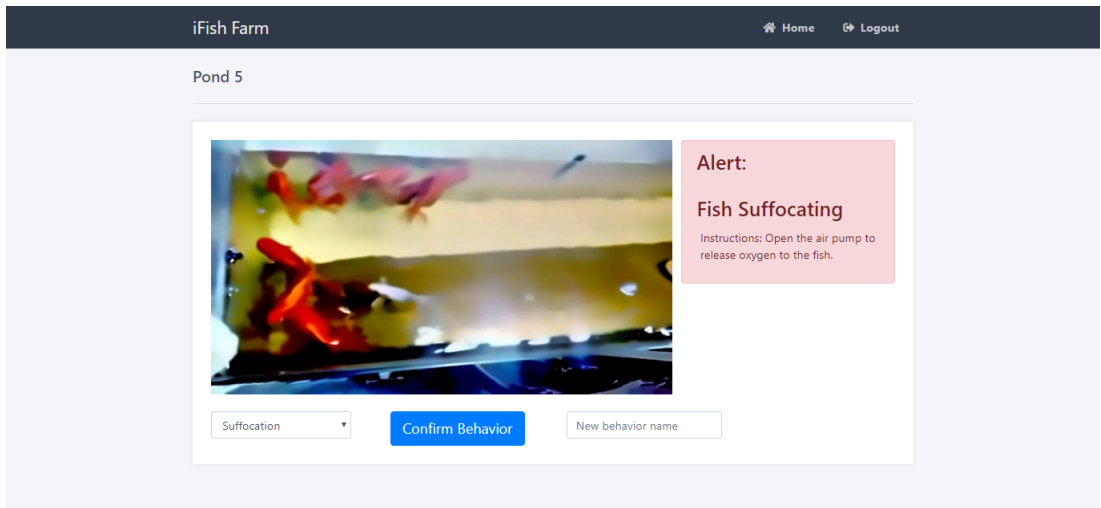 iFish Farm
Home
Logout
Pond 5
Alert:
Fish Suffocating
Instructions: Open the air pump to
release oxygen to the fish.
Suffocation
Confirm Behavior
New behavior name